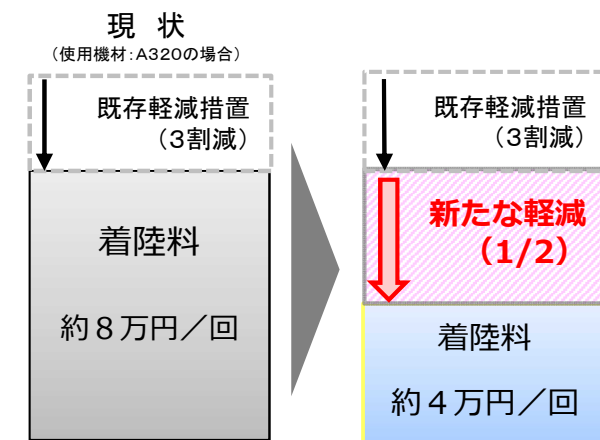 現 状
（使用機材：A320の場合）
既存軽減措置
（3割減）
着陸料
約８万円／回
既存軽減措置
（3割減）
新たな軽減
（1/2）
着陸料
約４万円／回